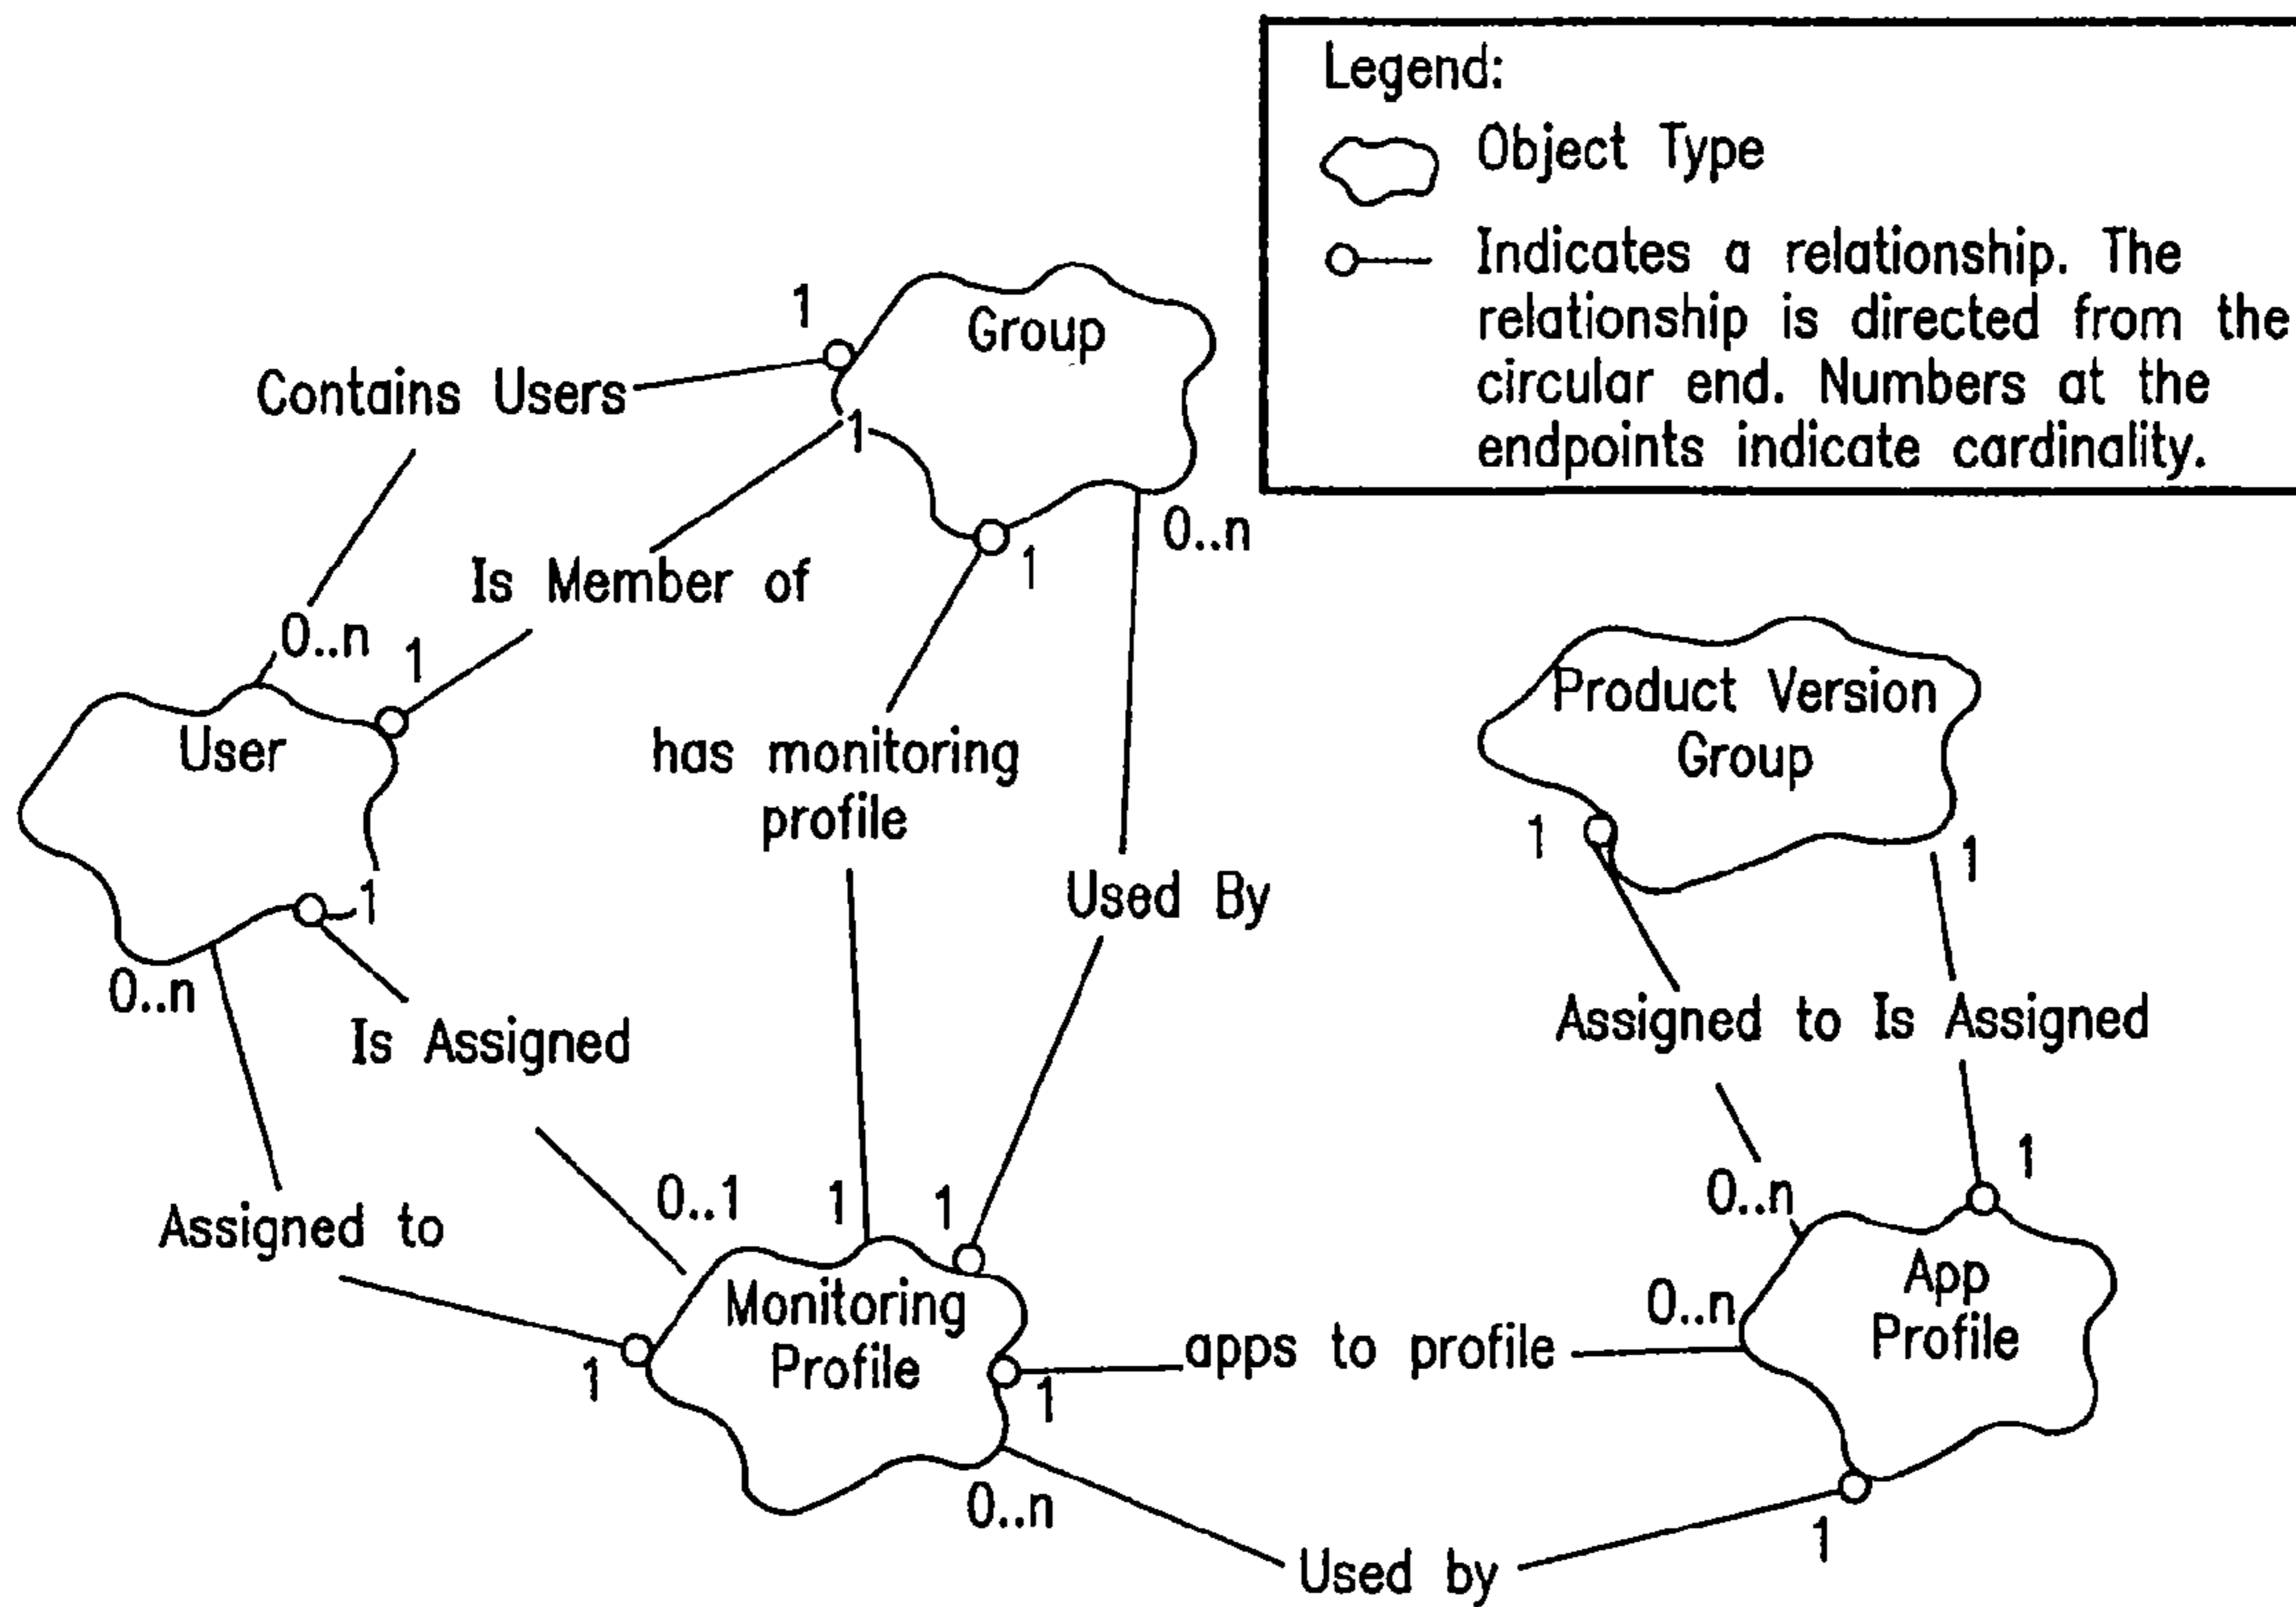 Legend:
Object Type
Indicates a relationship. The
relationship is directed from the
circular end. Numbers at the
endpoints indicate cardinality.
1
Group
Contains Users
1
0..n
1
Is Member of
0..n
1
User
Product Version
Group
has monitoring
profile
1
1
Used By
1
0..n
Is Assigned
Assigned to
Is Assigned
Assigned to
0..1
1
1
1
0..n
Monitoring
Profile
1
apps to profile
0..n
App
Profile
1
0..n
Used by
1